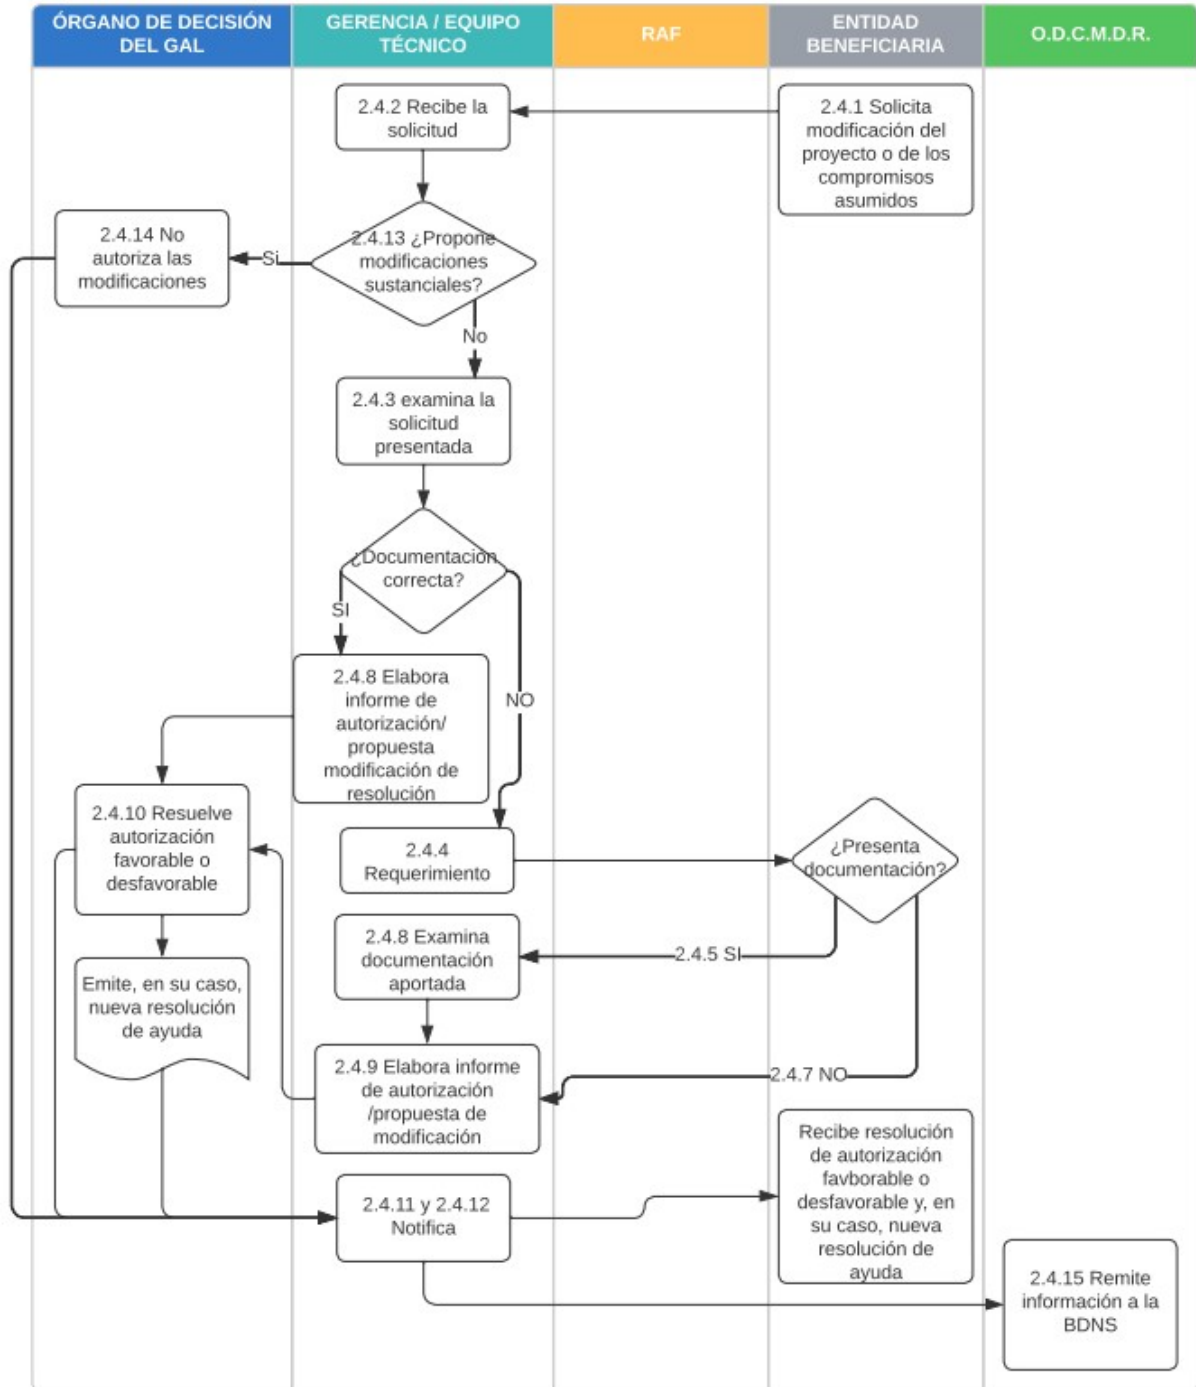 ÓRGANO DE DECISIÓN
DEL GAL
GERENCIA / EQUIPO
TÉCNICO
RAF
ENTIDAD
BENEFICIARIA
O.D.C.M.D.R.
2.4.2 Recibe la
solicitud
2.4.1 Solicita
modificación del
proyecto o de los
compromisos
asumidos
2.4.14 No
autoriza las
modificaciones
Si
2.4.13 ¿Propone
modificaciones
sustanciales?
No
2.4.3 examina la
solicitud
presentada
¿Documentación
correcta?
SI
NO
2.4.8 Elabora
informe de
autorización/
propuesta
modificación de
resolución
2.4.10 Resuelve
autorización
favorable o
desfavorable
2.4.4
Requerimiento
¿Presenta
documentación?
2.4.8 Examina
documentación
aportada
2.4.5 SI
Emite, en su caso,
nueva resolución
de ayuda
2.4.9 Elabora informe
de autorización
/propuesta de
modificación
2.4.7 NO
Recibe resolución
de autorización
favborable o
desfavorable y, en
su caso, nueva
resolución de
ayuda
2.4.11 y 2.4.12
Notifica
2.4.15 Remite
información a la
BDNS